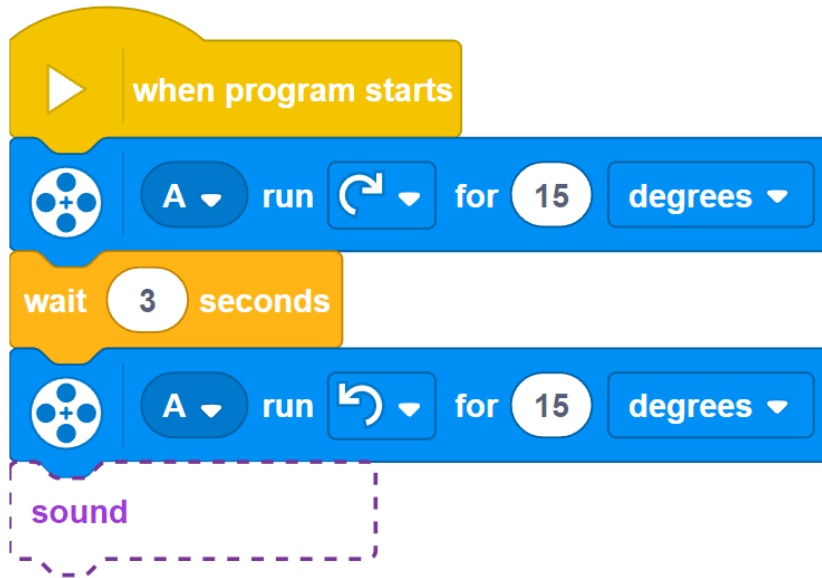 when program starts
A run for 15 degrees
wait 3 seconds
A run for 15 degrees
sound